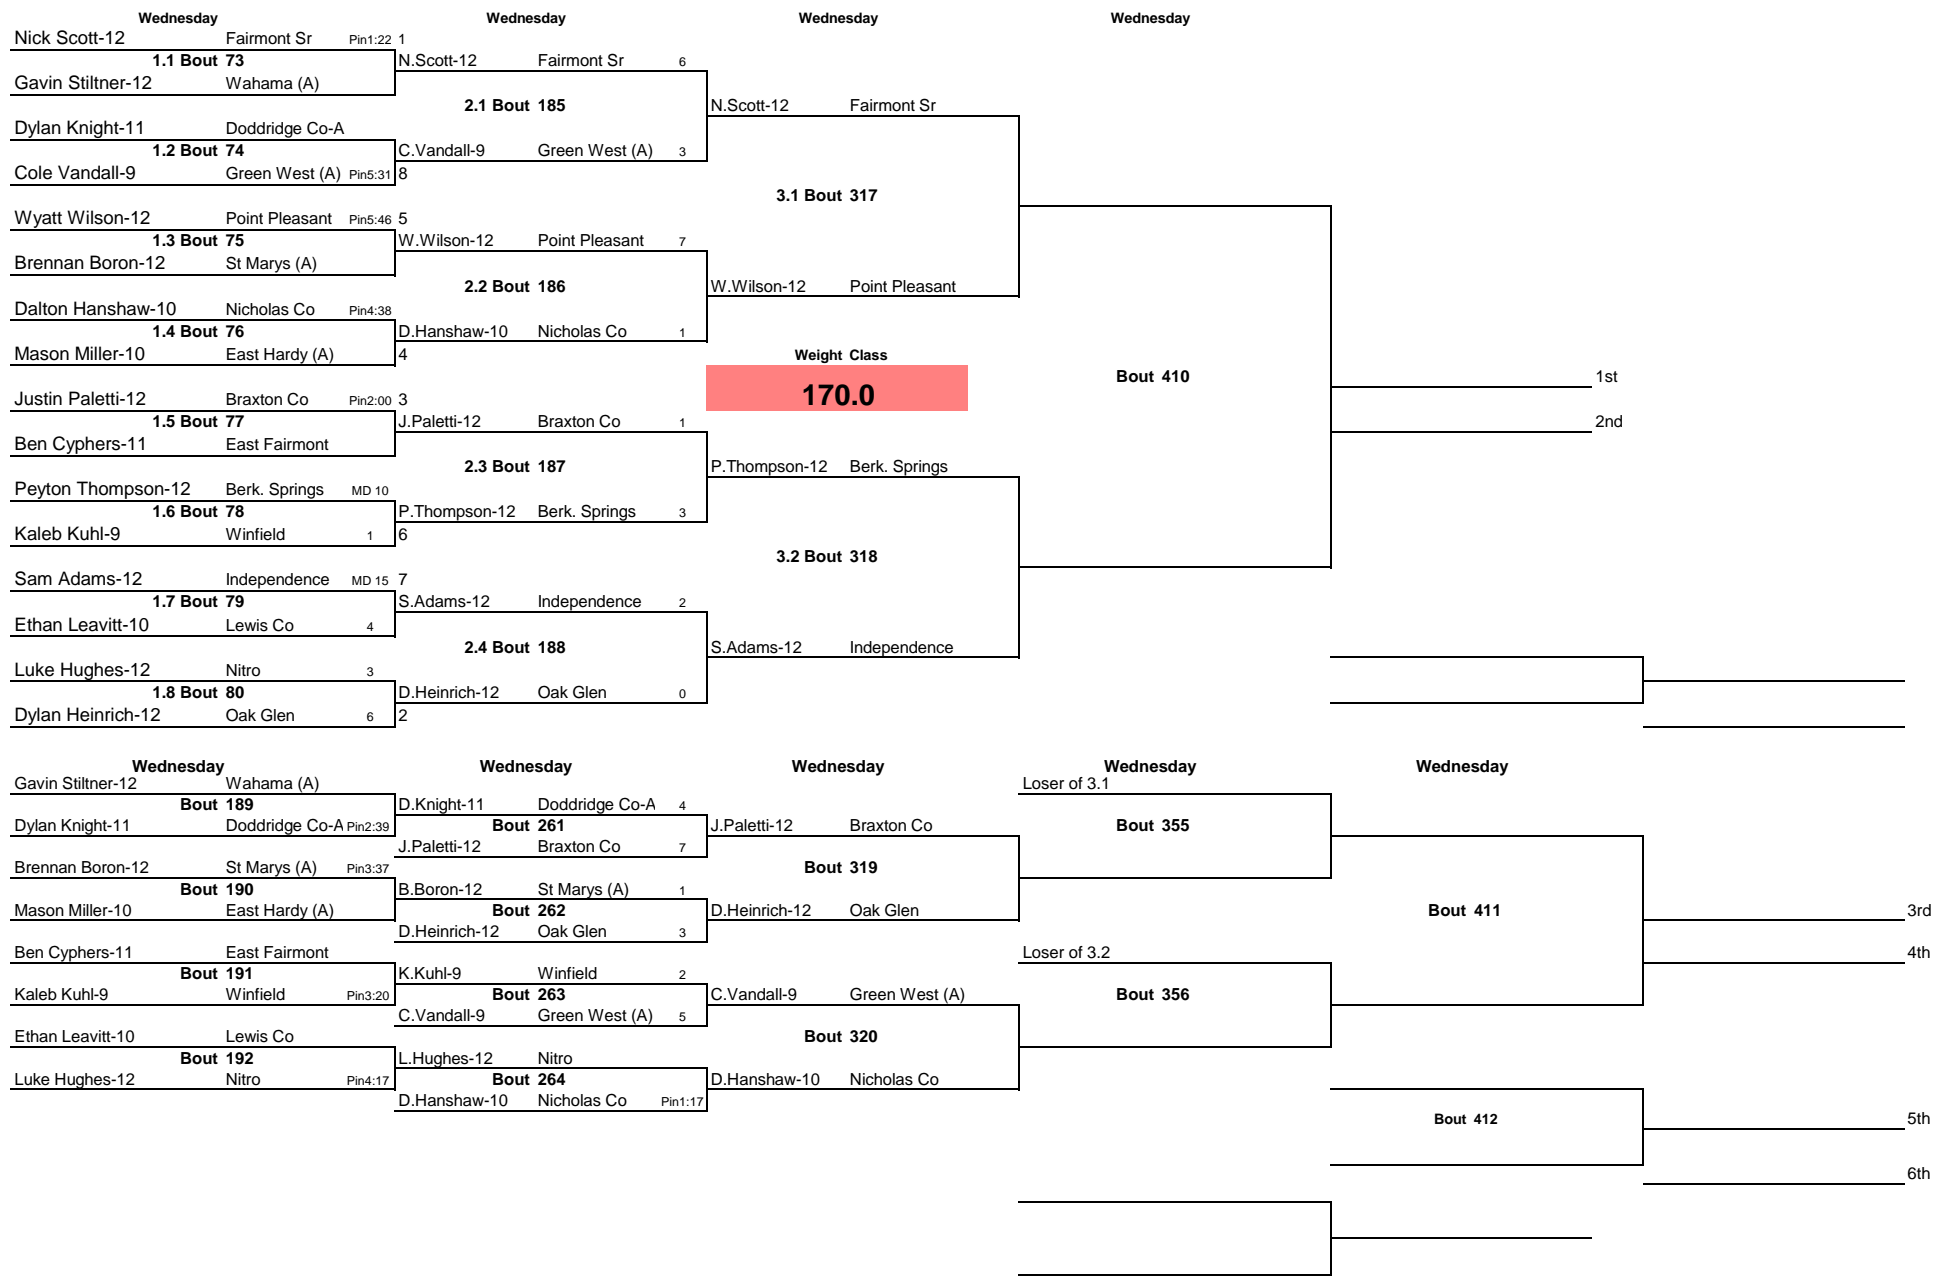 Wednesday Wednesday Wednesday Wednesday
Nick Scott-12 Fairmont Sr Pin1:22 1
1.1 Bout 73 N.Scott-12 Fairmont Sr 6
Gavin Stiltner-12 Wahama (A)
2.1 Bout 185 N.Scott-12 Fairmont Sr
Dylan Knight-11 Doddridge Co-A
1.2 Bout 74 C.Vandall-9 Green West (A) 3
Cole Vandall-9 Green West (A) Pin5:31 8
3.1 Bout 317
Wyatt Wilson-12 Point Pleasant Pin5:46 5
1.3 Bout 75 W.Wilson-12 Point Pleasant 7
Brennan Boron-12 St Marys (A)
2.2 Bout 186 W.Wilson-12 Point Pleasant
Dalton Hanshaw-10 Nicholas Co Pin4:38
1.4 Bout 76 D.Hanshaw-10 Nicholas Co 1
Mason Miller-10 East Hardy (A) 4 Weight Class
Bout 410 1st
Justin Paletti-12 Braxton Co Pin2:00 3 170.0
1.5 Bout 77 J.Paletti-12 Braxton Co 1 2nd
Ben Cyphers-11 East Fairmont
2.3 Bout 187 P.Thompson-12 Berk. Springs
Peyton Thompson-12 Berk. Springs MD 10
1.6 Bout 78 P.Thompson-12 Berk. Springs 3
Kaleb Kuhl-9 Winfield 1 6
3.2 Bout 318
Sam Adams-12 Independence MD 15 7
1.7 Bout 79 S.Adams-12 Independence 2
Ethan Leavitt-10 Lewis Co 4
2.4 Bout 188 S.Adams-12 Independence
Luke Hughes-12 Nitro 3
1.8 Bout 80 D.Heinrich-12 Oak Glen 0
Dylan Heinrich-12 Oak Glen 6 2
Wednesday Wednesday Wednesday Wednesday Wednesday
Gavin Stiltner-12 Wahama (A) Loser of 3.1
Bout 189 D.Knight-11 Doddridge Co-A 4
Dylan Knight-11 Doddridge Co-A Pin2:39 Bout 261 J.Paletti-12 Braxton Co Bout 355
J.Paletti-12 Braxton Co 7
Brennan Boron-12 St Marys (A) Pin3:37 Bout 319
Bout 190 B.Boron-12 St Marys (A) 1
Mason Miller-10 East Hardy (A) Bout 262 D.Heinrich-12 Oak Glen Bout 411 3rd
D.Heinrich-12 Oak Glen 3
Ben Cyphers-11 East Fairmont Loser of 3.2 4th
Bout 191 K.Kuhl-9 Winfield 2
Kaleb Kuhl-9 Winfield Pin3:20 Bout 263 C.Vandall-9 Green West (A) Bout 356
C.Vandall-9 Green West (A) 5
Ethan Leavitt-10 Lewis Co Bout 320
Bout 192 L.Hughes-12 Nitro
Luke Hughes-12 Nitro Pin4:17 Bout 264 D.Hanshaw-10 Nicholas Co
D.Hanshaw-10 Nicholas Co Pin1:17
Bout 412 5th
6th